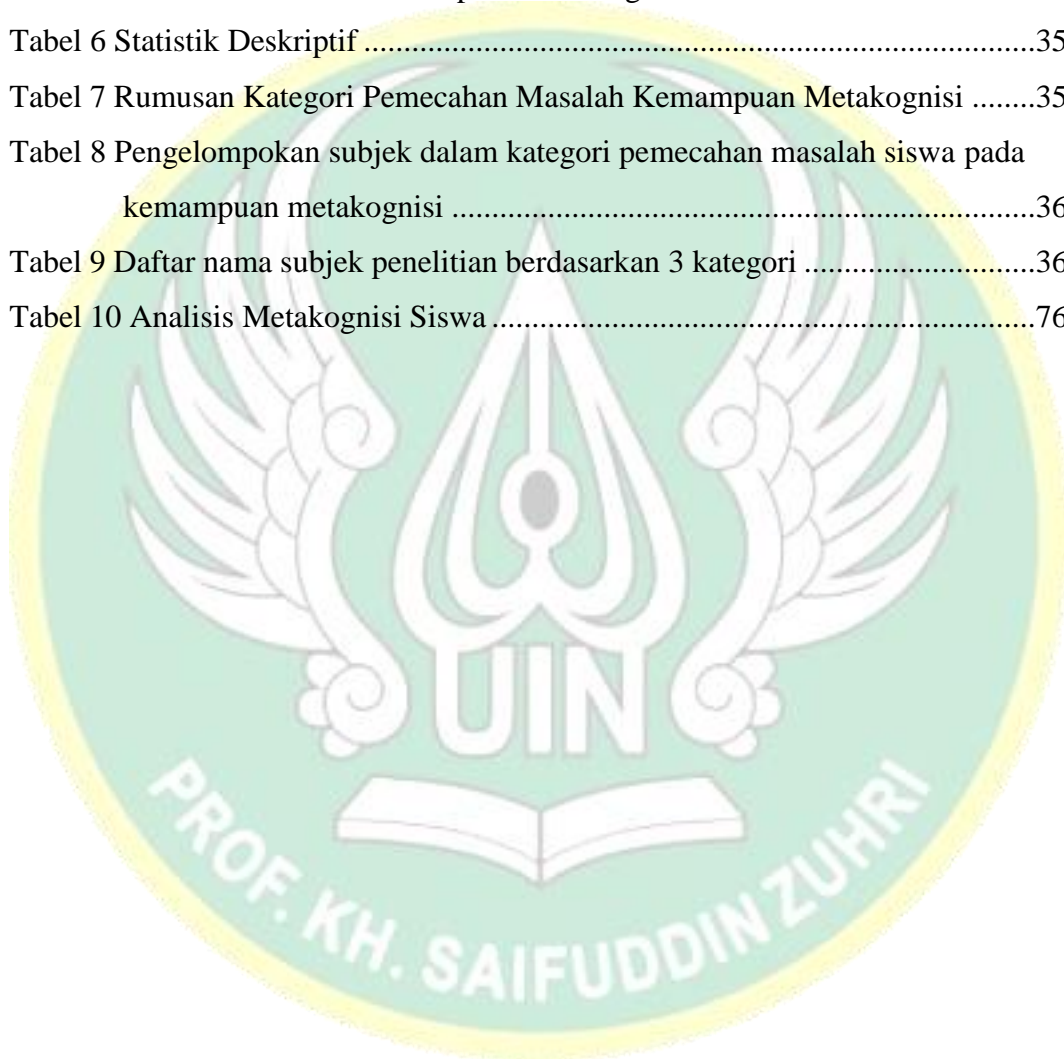 Tabel 6 Statistik Deskriptif ..........................................................................................35
Tabel 7 Rumusan Kategori Pemecahan Masalah Kemampuan Metakognisi ........35
Tabel 8 Pengelompokan subjek dalam kategori pemecahan masalah siswa pada
kemampuan metakognisi ..............................................................................36
Tabel 9 Daftar nama subjek penelitian berdasarkan 3 kategori ..............................36
Tabel 10 Analisis Metakognisi Siswa .......................................................................76
UIN
PROF. KH. SAIFUDDIN ZUHRI